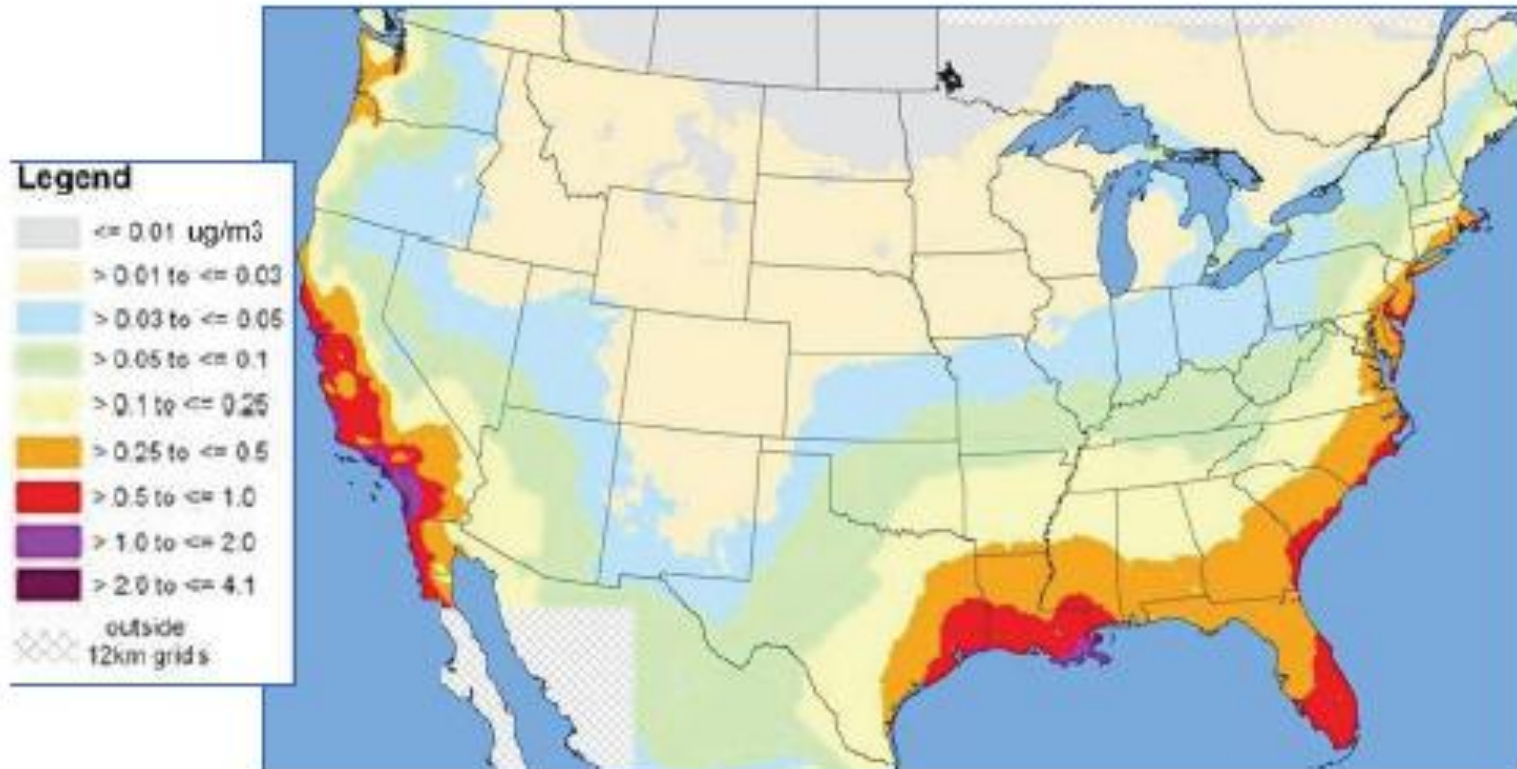 Legend
<= 0.01 ug/m3
> 0.01 to <= 0.03
> 0.03 to <= 0.05
> 0.05 to <= 0.1
> 0.1 to <= 0.25
> 0.25 to <= 0.5
> 0.5 to <= 1.0
> 1.0 to <= 2.0
> 2.0 to <= 4.1
outside
12km grids